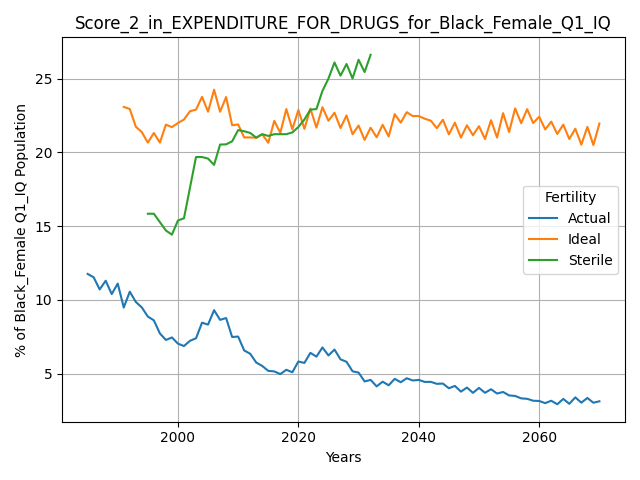 Score_2_in_EXPENDITURE_FOR_DRUGS_for_Black_Female_Q1_IQ
% of Black_Female Q1_IQ Population
25
20
15
10
5
Fertility
Actual
Ideal
Sterile
2000
2020
2040
2060
Years